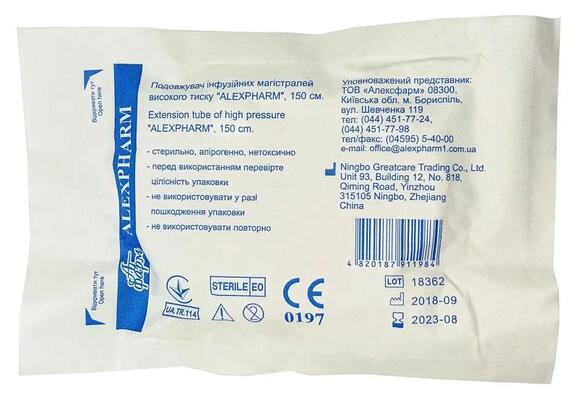 Відкривати тут
Open here
ALEXPHARM
Відкривати тут
Open here
Подовжувач інфузійних магістралей
високого тиску "ALEXPHARM", 150 см.
Extension tube of high pressure
"ALEXPHARM", 150 cm.
- стерильно, апірогенно, нетоксично
- перед використанням перевірте
цілісність упаковки
- не використовувати у разі
пошкодження упаковки
- не використовувати повторно
UA.TR.114
STERILE EO
2
CE
0197
Уповноважений представник:
ТОВ "Алексфарм" 08300,
Київська обл. м. Бориспіль,
вул. Шевченка 119
тел: (044) 451-77-24,
(044) 451-77-98
тел/факс: (04595) 5-40-00
e-mail: office@alexpharm1.com.ua
Ningbo Greatcare Trading Co., Ltd.
Unit 93, Building 12, No. 818,
Qiming Road, Yinzhou
315105 Ningbo, Zhejiang
China
4 820187 911984
LOT 18362
2018-09
2023-08